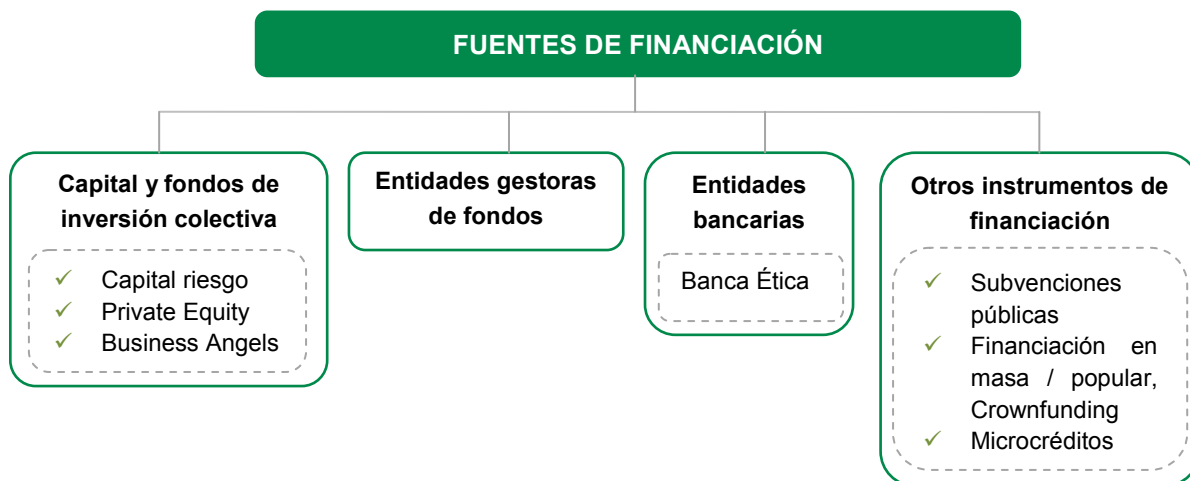 FUENTES DE FINANCIACIÓN
Capital y fondos de
inversión colectiva
✓ Capital riesgo
✓ Private Equity
✓ Business Angels
Entidades gestoras
de fondos
Entidades
bancarias
Banca Ética
Otros instrumentos de
financiación
✓ Subvenciones
públicas
✓ Financiación en
masa / popular,
Crownfunding
✓ Microcréditos